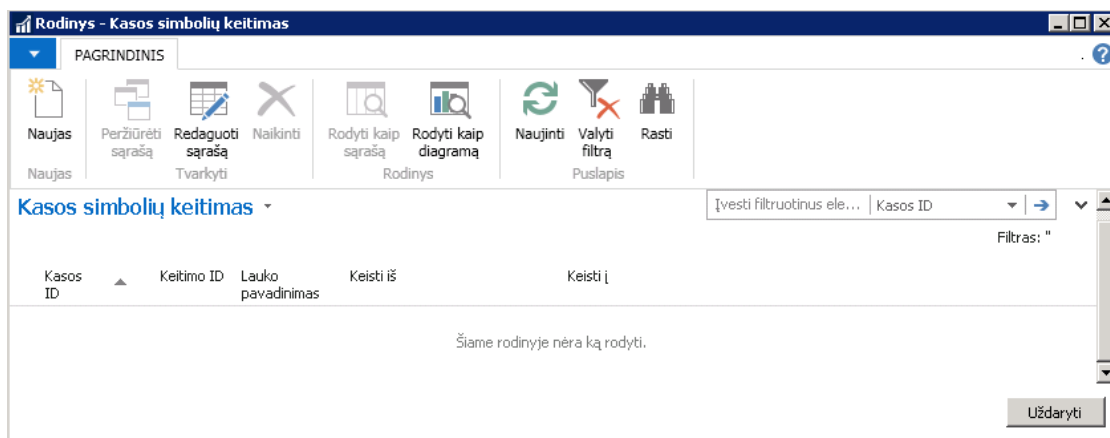 Rodinys - Kasos simbolių keitimas
PAGRINDINIS
Naujas
Peržiūrėti sąrašą
Redaguoti sąrašą
Naikinti
Rodyti kaip sąrašą
Rodyti kaip diagramą
Naujinti
Valyti filtrą
Rasti
Naujas
Tvarkyti
Rodinys
Puslapis
Kasos simbolių keitimas
Įvesti filtruotinus ele... | Kasos ID
Filtras: ''
Kasos ID
Keitimo ID
Lauko pavadinimas
Keisti iš
Keisti į
Šiame rodinyje nėra ką rodyti.
Uždaryti